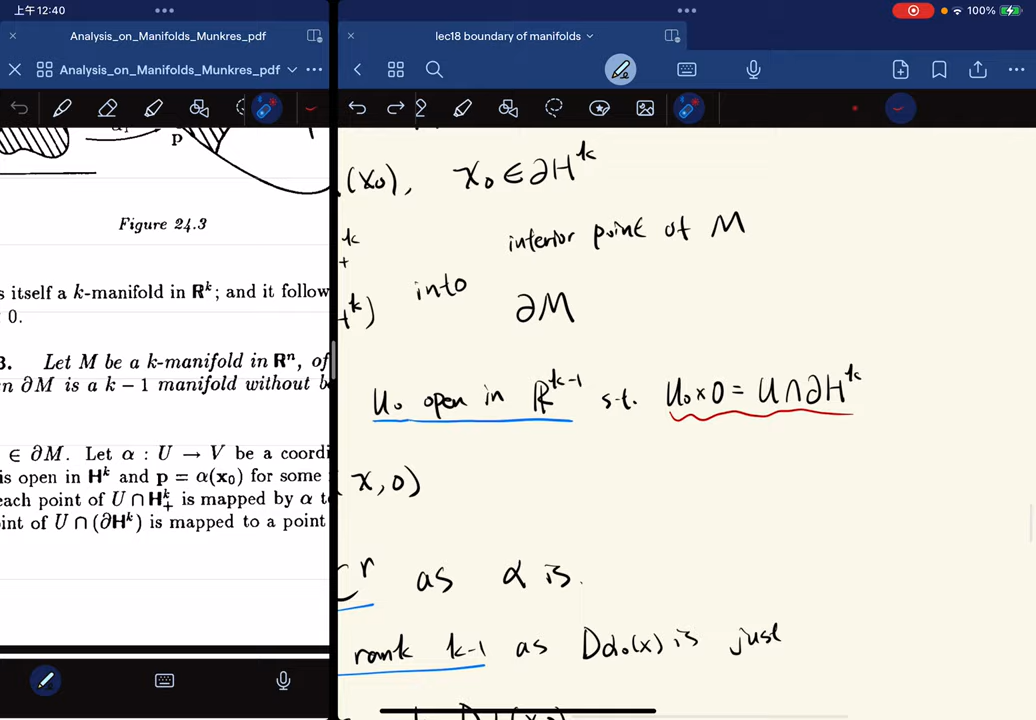 上午12:40
100%
Analysis_on_Manifolds_Munkres_pdf
lec18 boundary of manifolds
Analysis_on_Manifolds_Munkres_pdf
p
Figure 24.3
s itself a k-manifold in R^k; and it follow
0.
3. Let M be a k-manifold in R^n, of
n ∂M is a k − 1 manifold without b
∈ ∂M. Let α : U → V be a coordi
is open in H^k and p = α(x₀) for some
each point of U ∩ H^k_+ is mapped by α t
int of U ∩ (∂H^k) is mapped to a point
(x₀), x₀ ∈ ∂H^k
k
+
interior point of M
k) into
∂M
U₀ open in ℝ^{k-1} s.t. U₀ × 0 = U ∩ ∂H^k
x, 0)
C^r as α is.
rank k-1 as Dα₀(x) is just